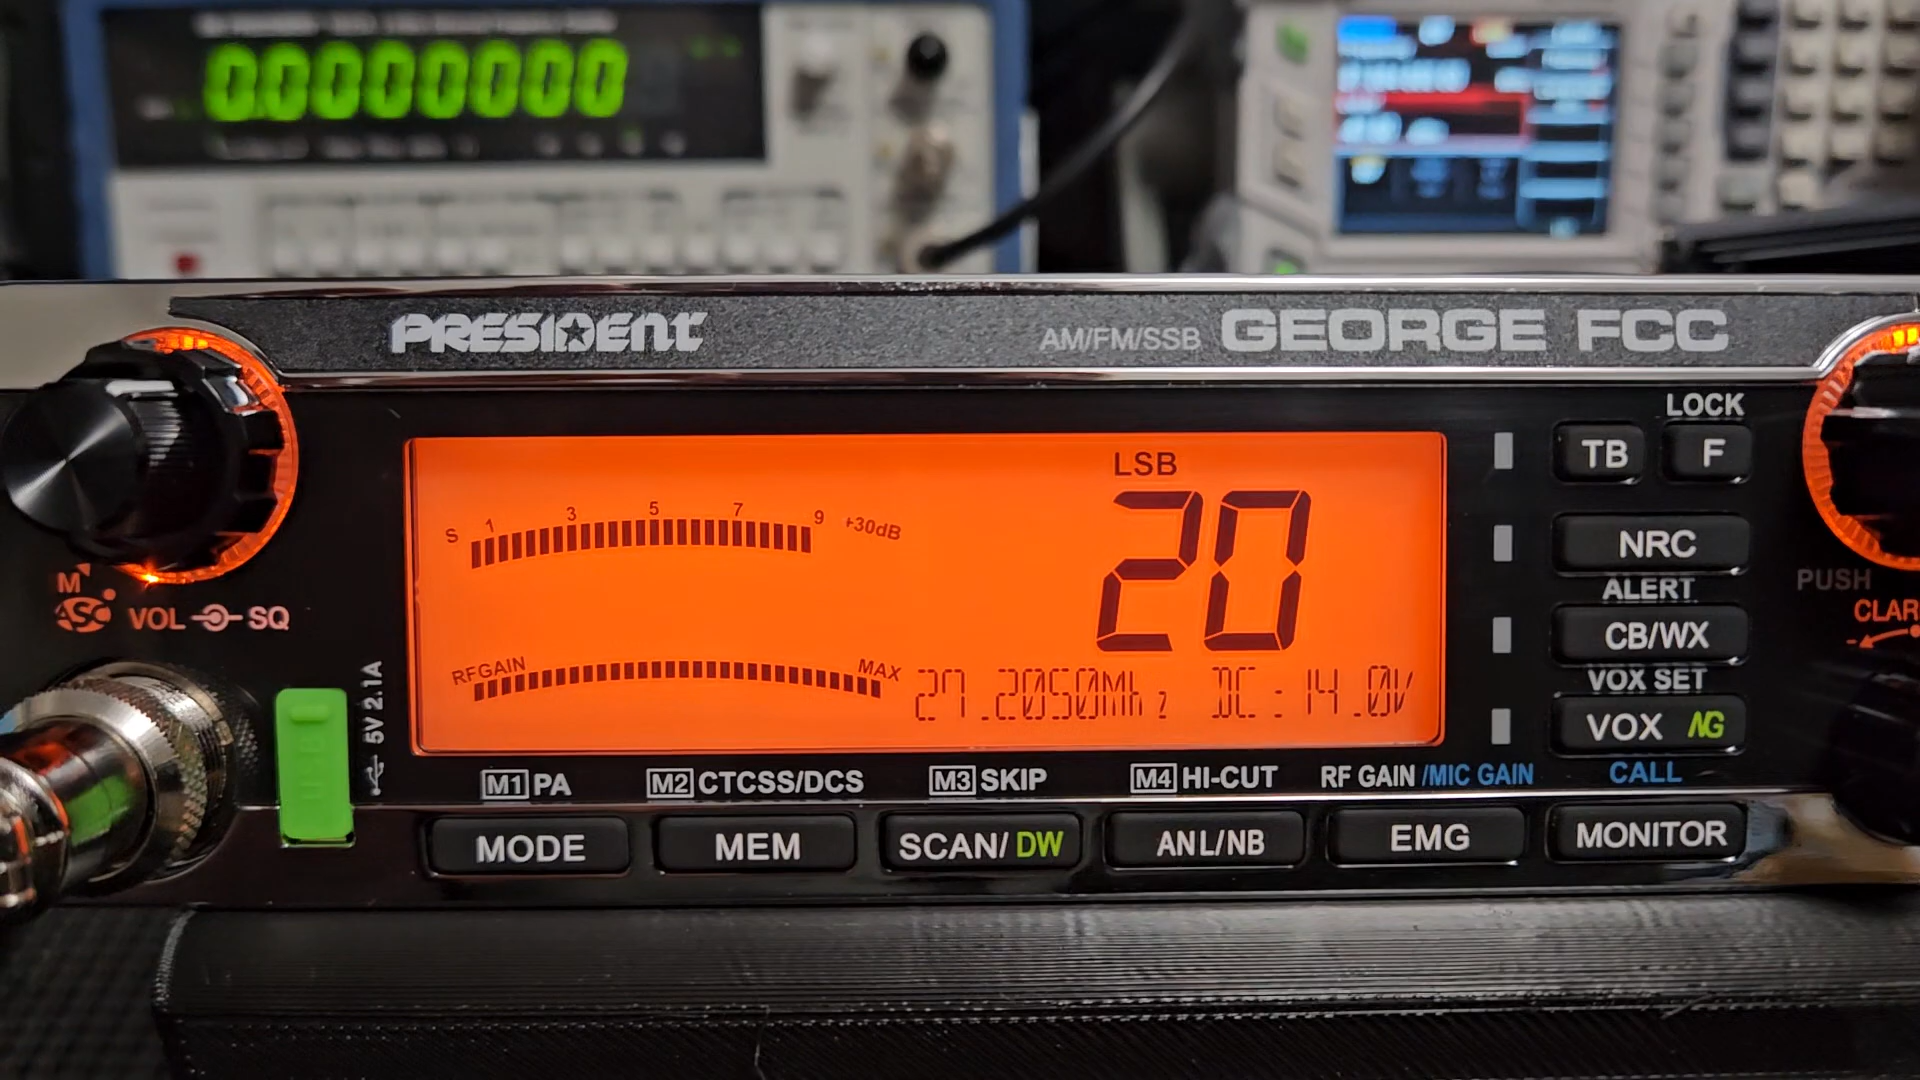 0.0000000
PRESIDENT
AM/FM/SSB GEORGE FCC
LOCK
TB F
LSB
20
S 1 3 5 7 9 +30dB
NRC
ALERT
CB/WX
PUSH
CLAR
M
ASC
VOL SQ
5V 2.1A
RFGAIN MAX
27.2050Mhz DC:14.0V
VOX SET
VOX NG
M1 PA M2 CTCSS/DCS M3 SKIP M4 HI-CUT RF GAIN /MIC GAIN CALL
MODE MEM SCAN/ DW ANL/NB EMG MONITOR